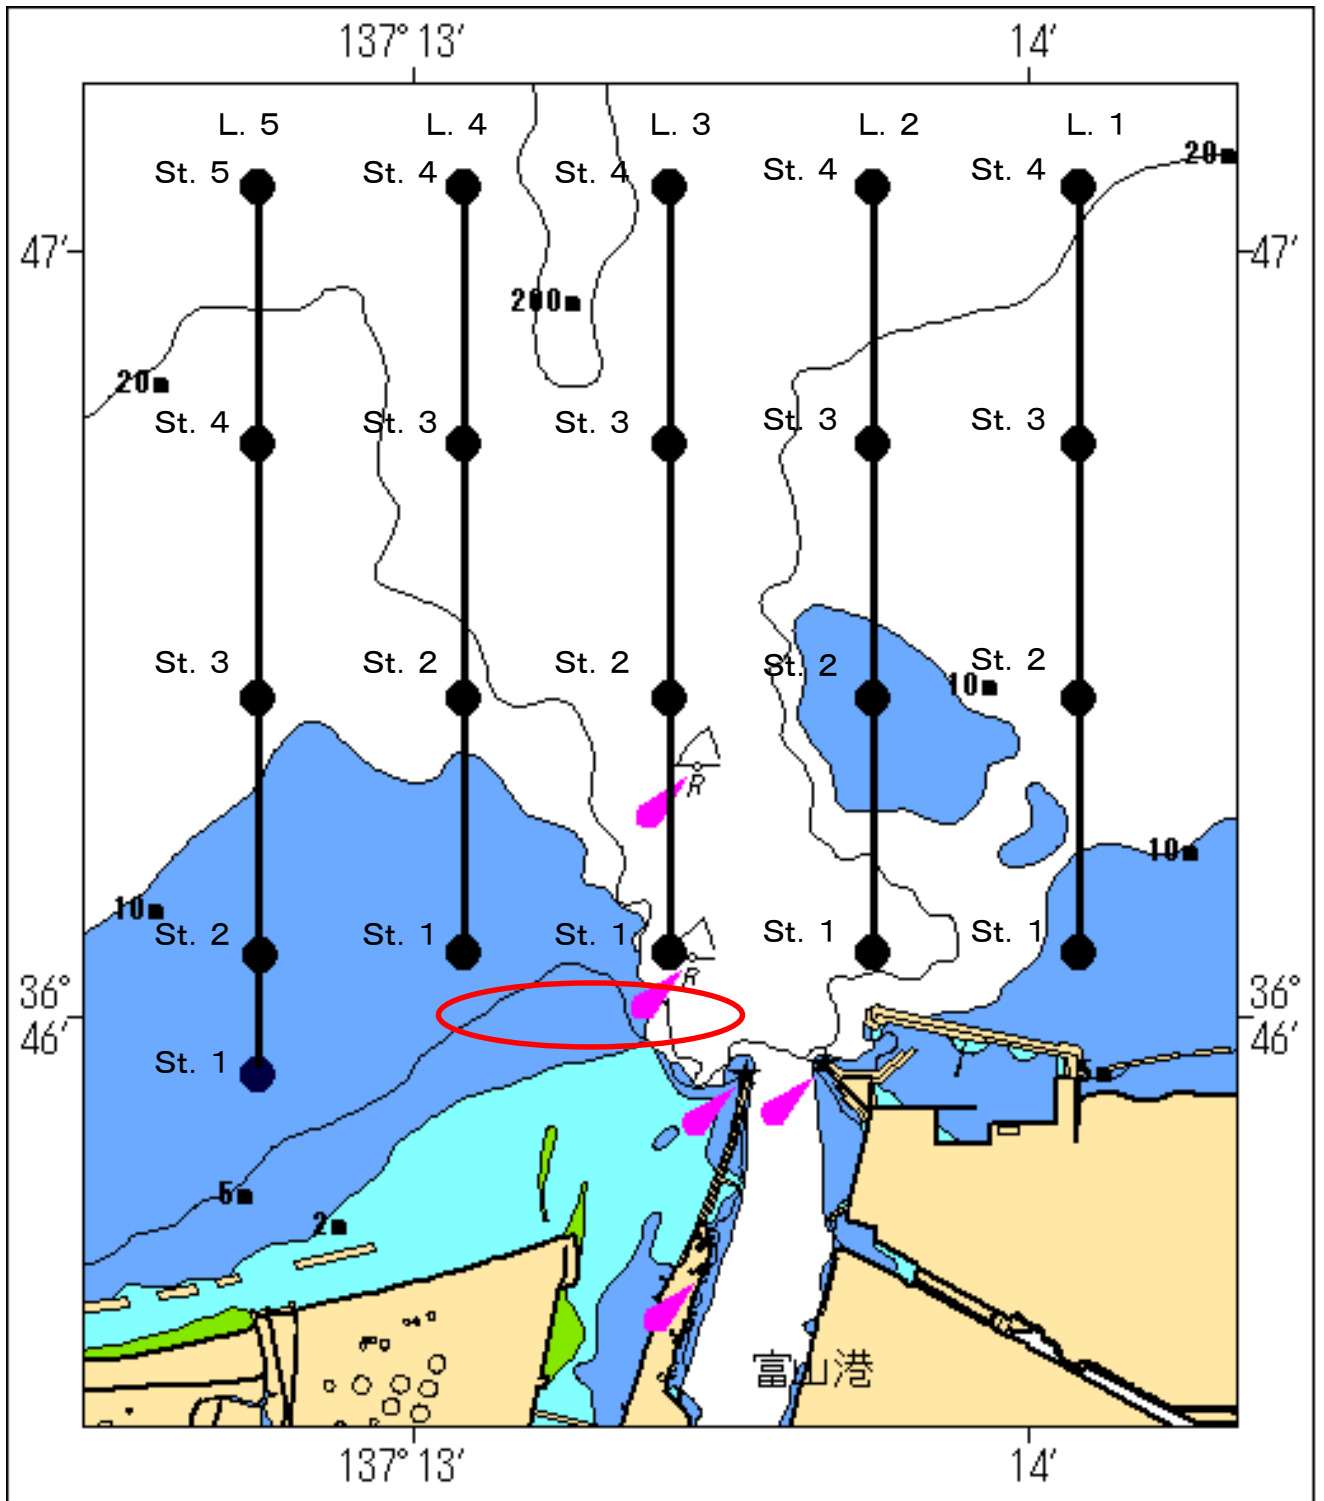 137° 13′ 14′
L. 5 L. 4 L. 3 L. 2 L. 1
20m
St. 5 St. 4 St. 4 St. 4 St. 4
47′ 47′
200m
20m
St. 4 St. 3 St. 3 St. 3 St. 3
St. 3 St. 2 St. 2 St. 2 St. 2
10m
R
10m
10m
St. 2 St. 1 St. 1 St. 1 St. 1
R
36° 36°
46′ 46′
St. 1
5m
2m
富山港
137° 13′ 14′